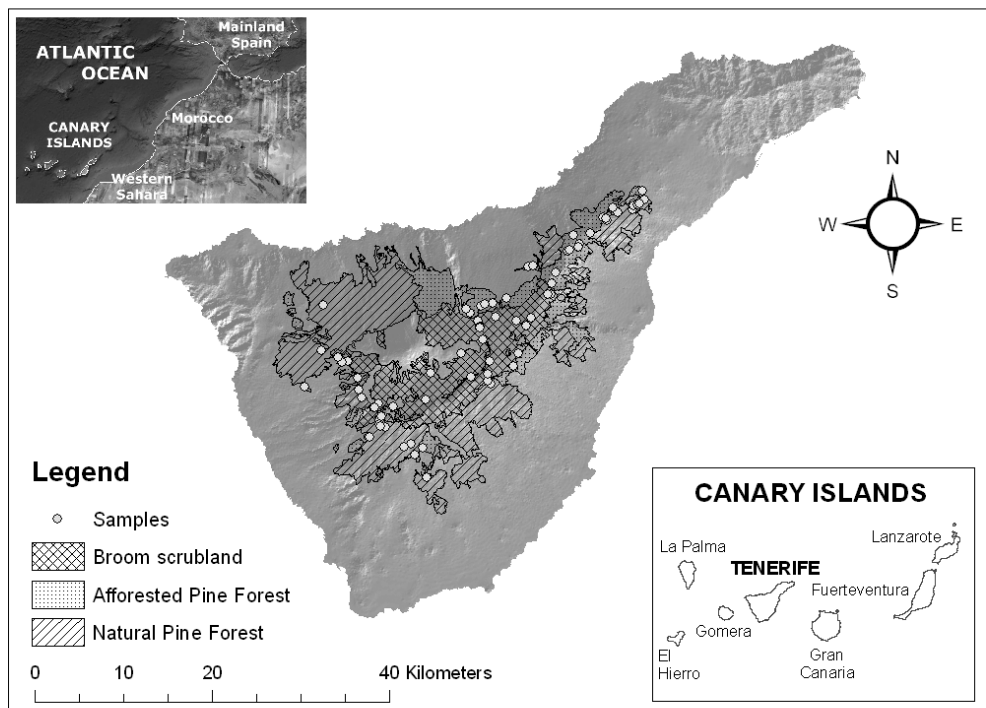 Mainland
Spain
ATLANTIC
OCEAN
CANARY
ISLANDS
Morocco
Western
Sahara
N
W
E
S
Legend
Samples
Broom scrubland
Afforested Pine Forest
Natural Pine Forest
0 10 20 40 Kilometers
CANARY ISLANDS
Lanzarote
La Palma
TENERIFE
Fuerteventura
Gomera
El
Hierro
Gran
Canaria